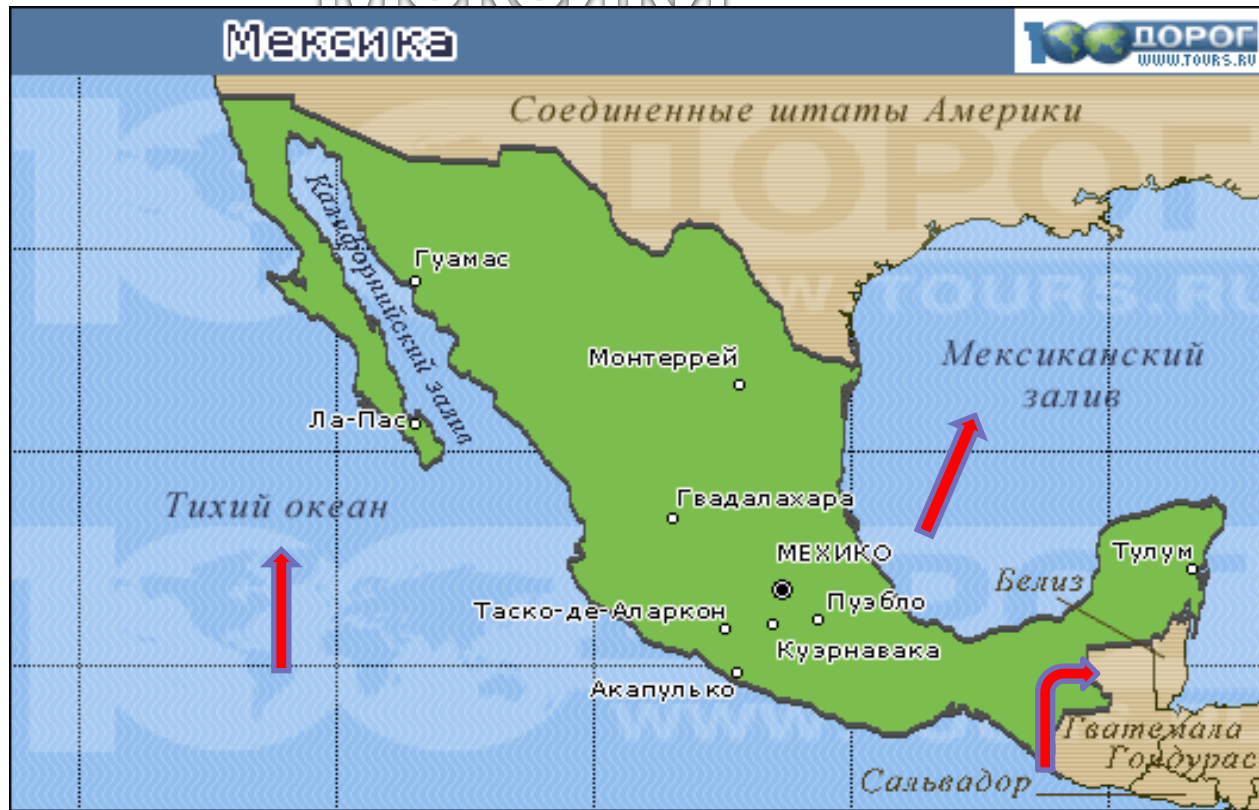 Мексика
100 ДОРОГ
WWW.TOURS.RU
Соединенные штаты Америки
Калифорнийский залив
Гуамас
Монтеррей
Мексиканский
залив
Ла-Пас
Тихий океан
Гвадалахара
МЕХИКО
Тулум
Белиз
Таско-де-Аларкон
Пуэбло
Куэрнавака
Акапулько
Гватемала
Гондурас
Сальвадор